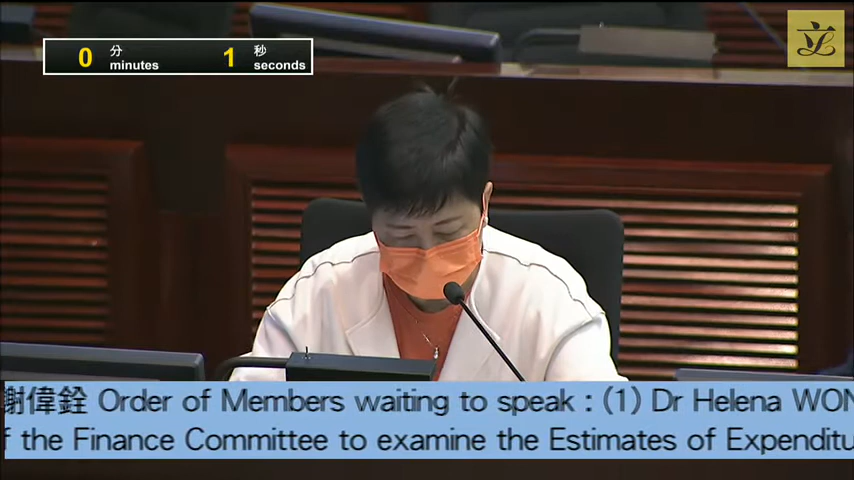 0 分 minutes 1 秒 seconds
立
謝偉銓 Order of Members waiting to speak : (1) Dr Helena WON
f the Finance Committee to examine the Estimates of Expenditu